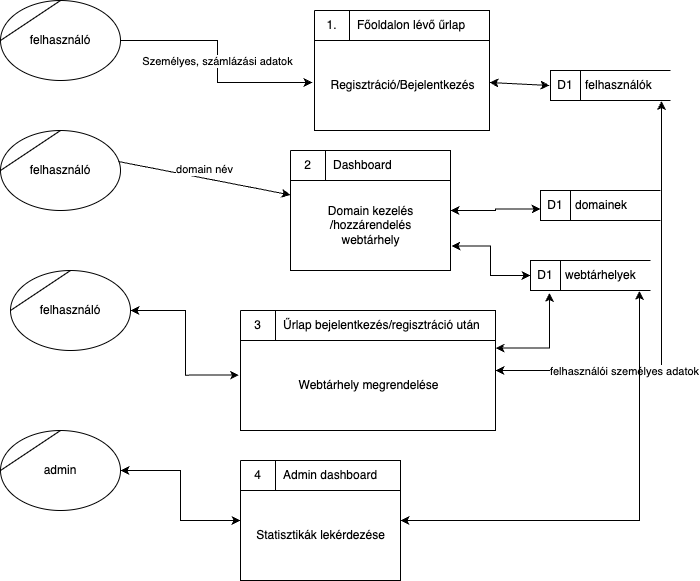 felhasználó
1.
Főoldalon lévő űrlap
Személyes, számlázási adatok
Regisztráció/Bejelentkezés
D1
felhasználók
felhasználó
domain név
2
Dashboard
Domain kezelés
/hozzárendelés
webtárhely
D1
domainek
D1
webtárhelyek
felhasználó
3
Űrlap bejelentkezés/regisztráció után
Webtárhely megrendelése
felhasználói személyes adatok
admin
4
Admin dashboard
Statisztikák lekérdezése